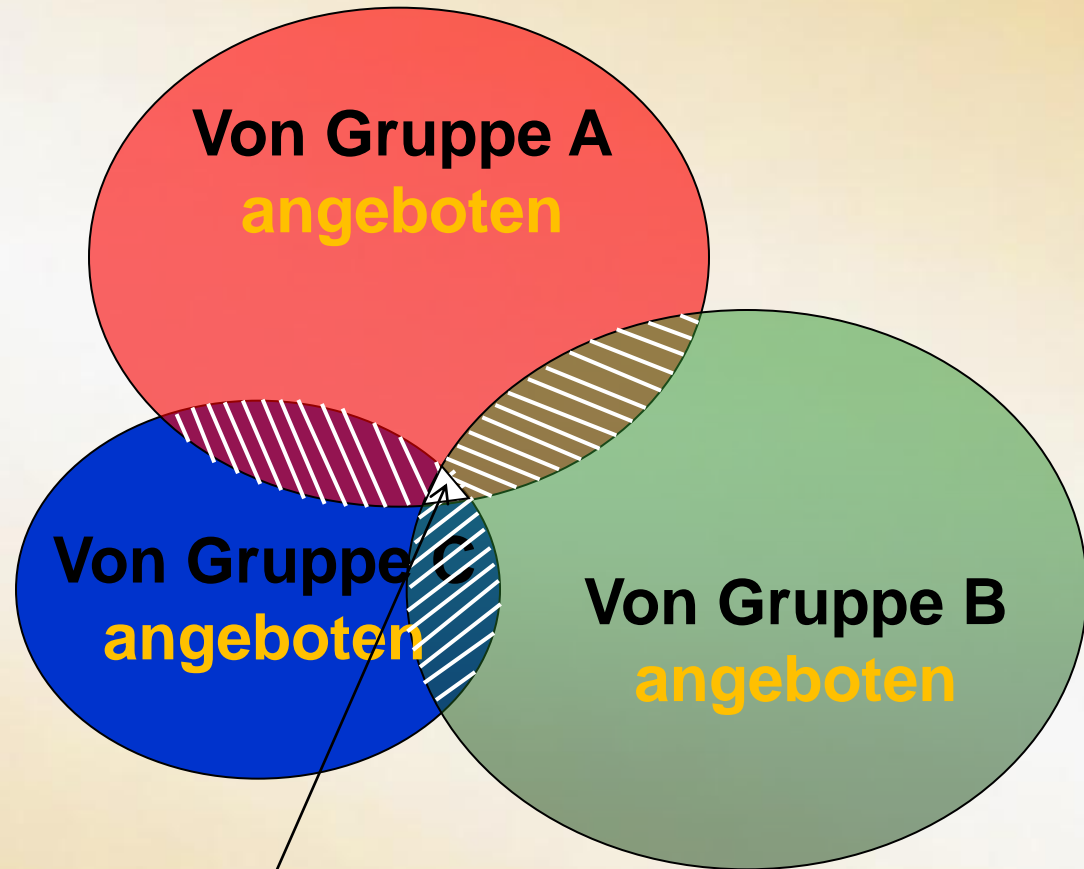 Von Gruppe A
angeboten
Von Gruppe C
angeboten
Von Gruppe B
angeboten